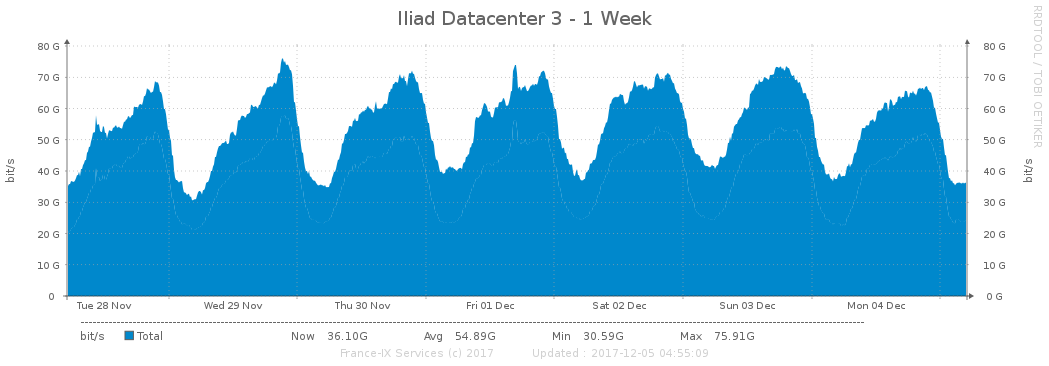 Iliad Datacenter 3 - 1 Week
RRDTOOL / TOBI OETIKER
80 G 80 G
70 G 70 G
60 G 60 G
50 G 50 G
40 G 40 G
30 G 30 G
20 G 20 G
10 G 10 G
0 0 G
bit/s bit/s
Tue 28 Nov Wed 29 Nov Thu 30 Nov Fri 01 Dec Sat 02 Dec Sun 03 Dec Mon 04 Dec
bit/s Total Now 36.10G Avg 54.89G Min 30.59G Max 75.91G
France-IX Services (c) 2017 Updated : 2017-12-05 04:55:09